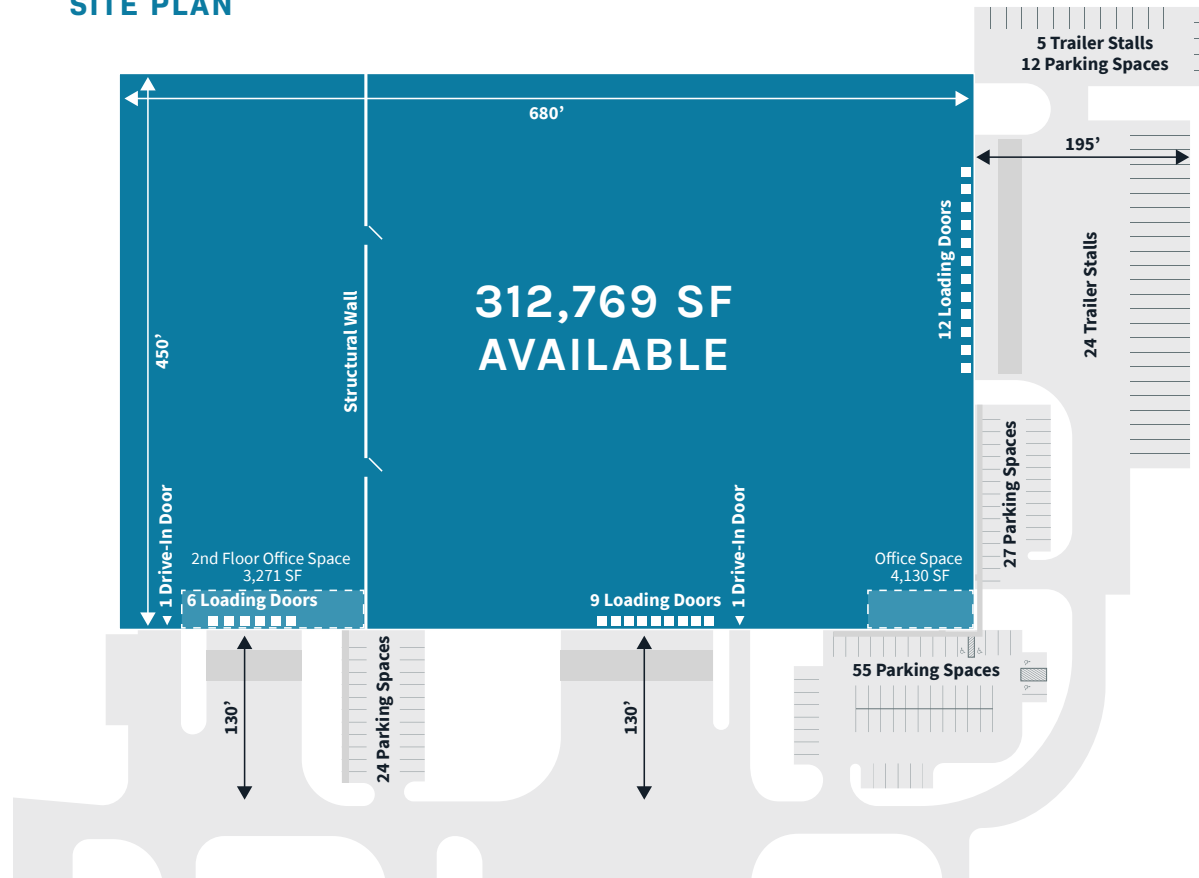 SITE PLAN
5 Trailer Stalls
12 Parking Spaces
680’
195’
450’
Structural Wall
312,769 SF
AVAILABLE
12 Loading Doors
24 Trailer Stalls
27 Parking Spaces
1 Drive-In Door
2nd Floor Office Space
3,271 SF
6 Loading Doors
9 Loading Doors
1 Drive-In Door
Office Space
4,130 SF
130’
24 Parking Spaces
130’
55 Parking Spaces